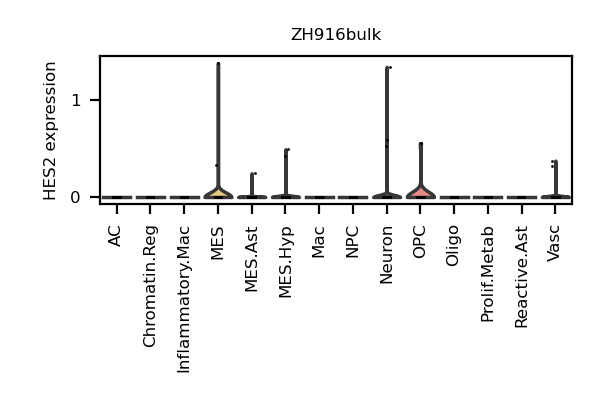 ZH916bulk
HES2 expression
1
0
AC
Chromatin.Reg
Inflammatory.Mac
MES
MES.Ast
MES.Hyp
Mac
NPC
Neuron
OPC
Oligo
Prolif.Metab
Reactive.Ast
Vasc